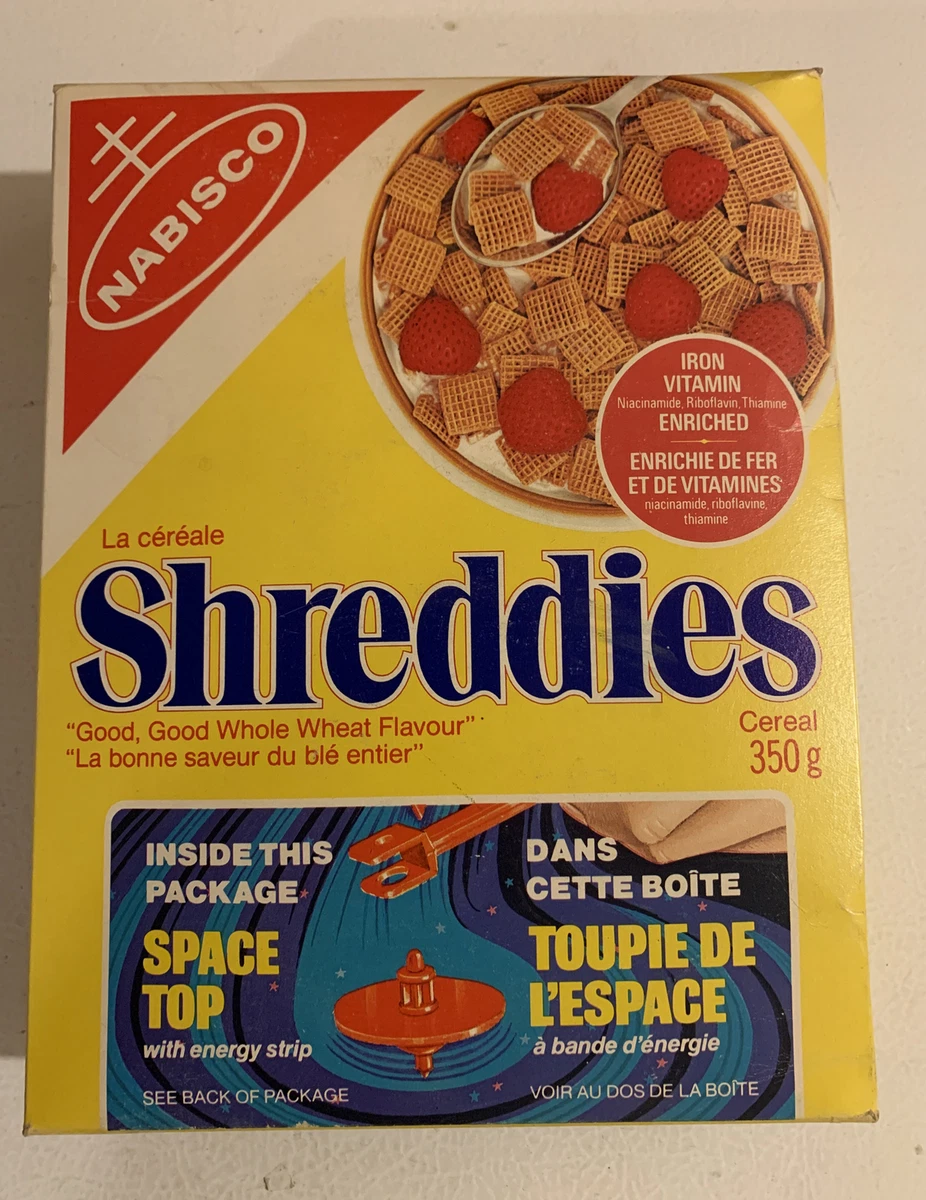 NABISCO
IRON
VITAMIN
Niacinamide, Riboflavin, Thiamine
ENRICHED
ENRICHIE DE FER
ET DE VITAMINES
niacinamide, riboflavine,
thiamine
La céréale
Shreddies
"Good, Good Whole Wheat Flavour"
"La bonne saveur du blé entier"
Cereal
350 g
INSIDE THIS
PACKAGE
SPACE
TOP
with energy strip
SEE BACK OF PACKAGE
DANS
CETTE BOÎTE
TOUPIE DE
L'ESPACE
à bande d'énergie
VOIR AU DOS DE LA BOÎTE